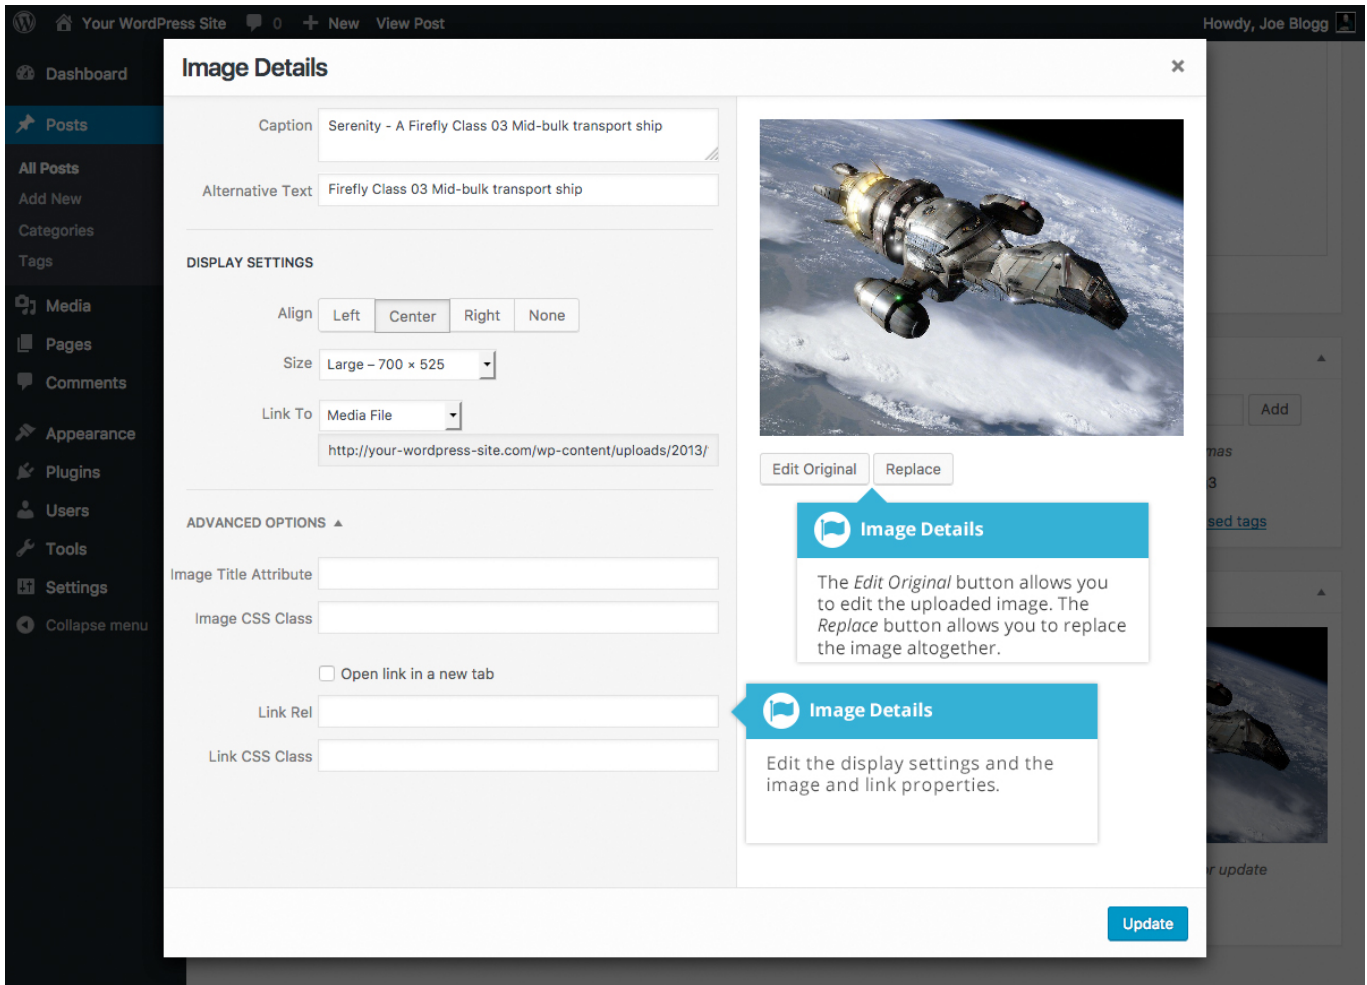 Your WordPress Site 0 New View Post Howdy, Joe Blogg
Dashboard
Posts
All Posts
Add New
Categories
Tags
Media
Pages
Comments
Appearance
Plugins
Users
Tools
Settings
Collapse menu
Image Details ×
Caption Serenity - A Firefly Class 03 Mid-bulk transport ship
Alternative Text Firefly Class 03 Mid-bulk transport ship
DISPLAY SETTINGS
Align Left Center Right None
Size Large – 700 × 525
Link To Media File
http://your-wordpress-site.com/wp-content/uploads/2013/
ADVANCED OPTIONS
Image Title Attribute
Image CSS Class
Open link in a new tab
Link Rel
Link CSS Class
Edit Original Replace
Image Details
The Edit Original button allows you
to edit the uploaded image. The
Replace button allows you to replace
the image altogether.
Image Details
Edit the display settings and the
image and link properties.
Update
Add
mas
3
sed tags
or update